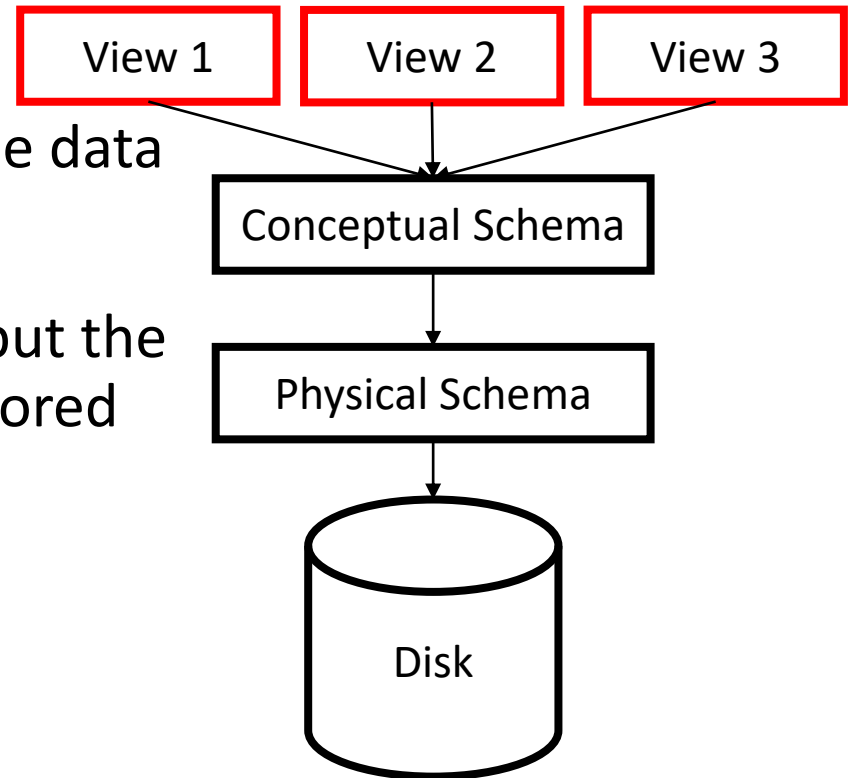 View 1 View 2 View 3
e data
Conceptual Schema
out the
Physical Schema
ored
Disk